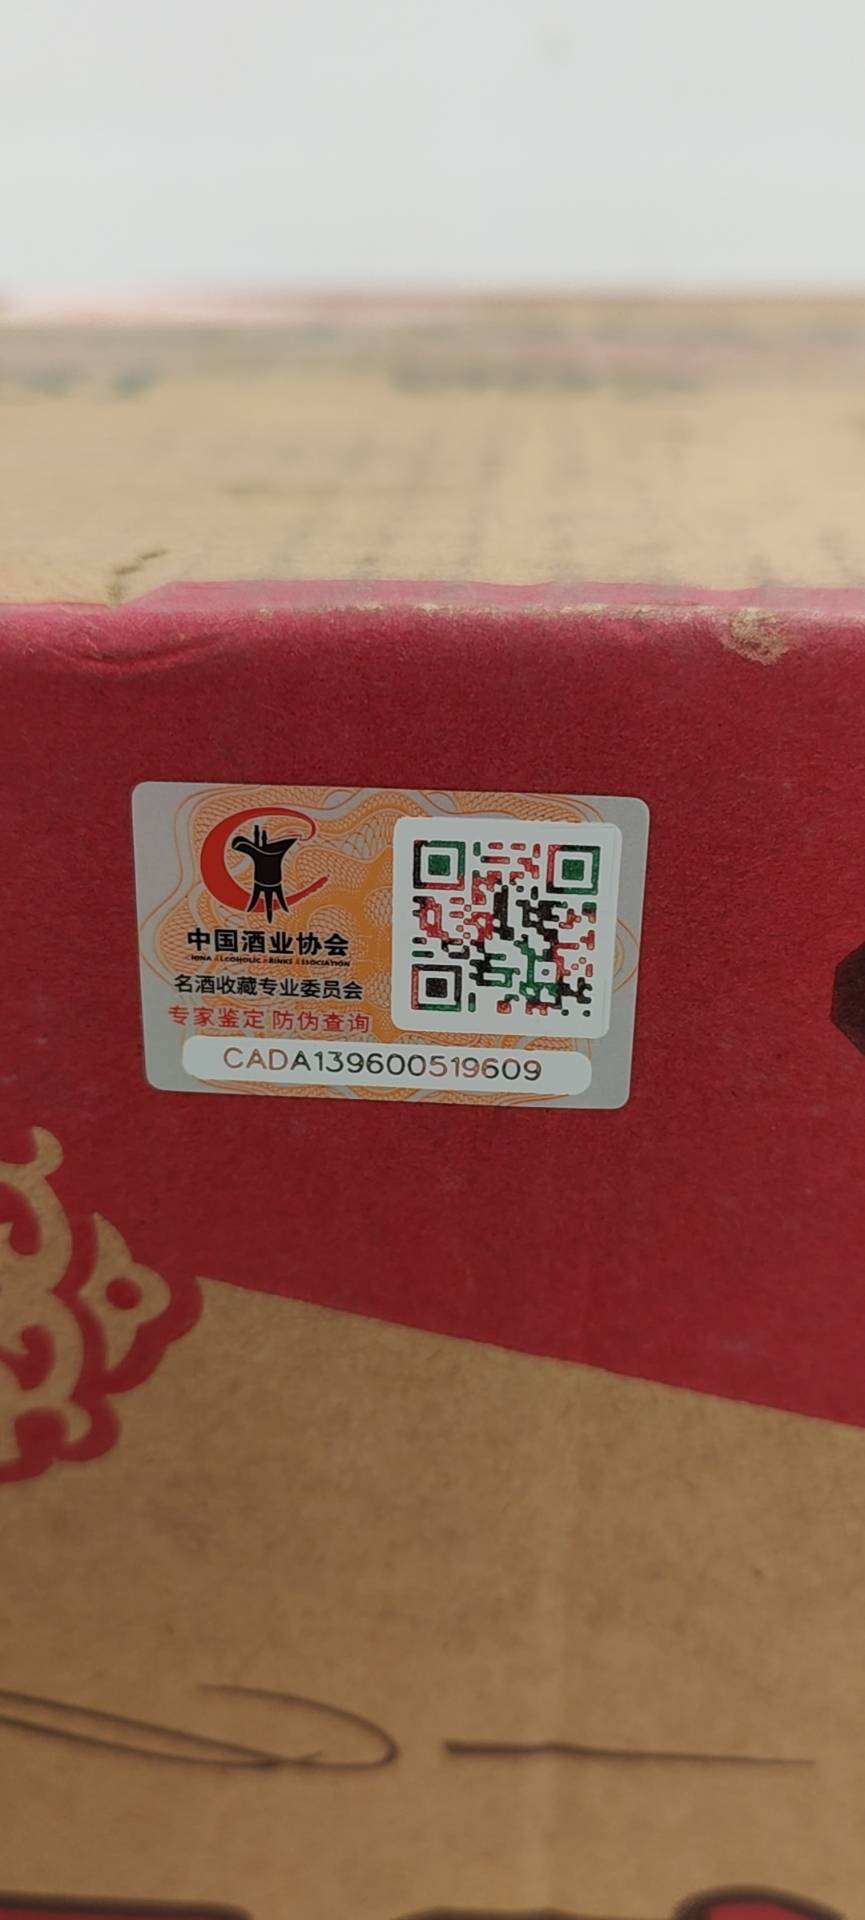 中国酒业协会
名酒收藏专业委员会
专家鉴定 防伪查询
CADA139600519609